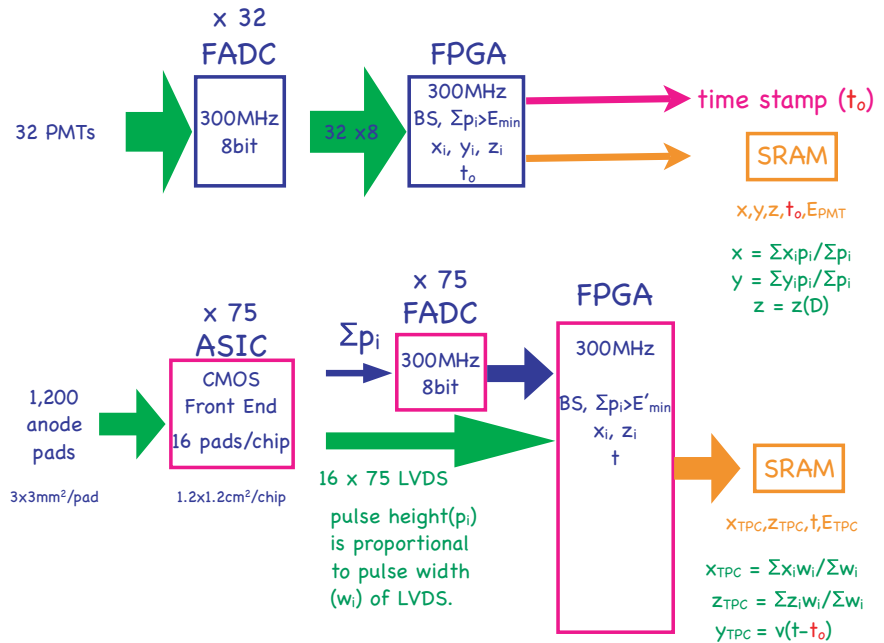 x 32
FADC
FPGA
32 PMTs
300MHz
8bit
32 x8
300MHz
BS, Σpᵢ>Eₘᵢₙ
xᵢ, yᵢ, zᵢ
tₒ
time stamp (tₒ)
SRAM
x,y,z,tₒ,E_PMT
x = Σxᵢpᵢ/Σpᵢ
y = Σyᵢpᵢ/Σpᵢ
z = z(D)
x 75
ASIC
Σpᵢ
x 75
FADC
FPGA
1,200
anode
pads
3x3mm²/pad
CMOS
Front End
16 pads/chip
1.2x1.2cm²/chip
300MHz
8bit
16 x 75 LVDS
pulse height(pᵢ)
is proportional
to pulse width
(wᵢ) of LVDS.
300MHz
BS, Σpᵢ>E'ₘᵢₙ
xᵢ, zᵢ
t
SRAM
x_TPC,z_TPC,t,E_TPC
x_TPC = Σxᵢwᵢ/Σwᵢ
z_TPC = Σzᵢwᵢ/Σwᵢ
y_TPC = v(t-tₒ)